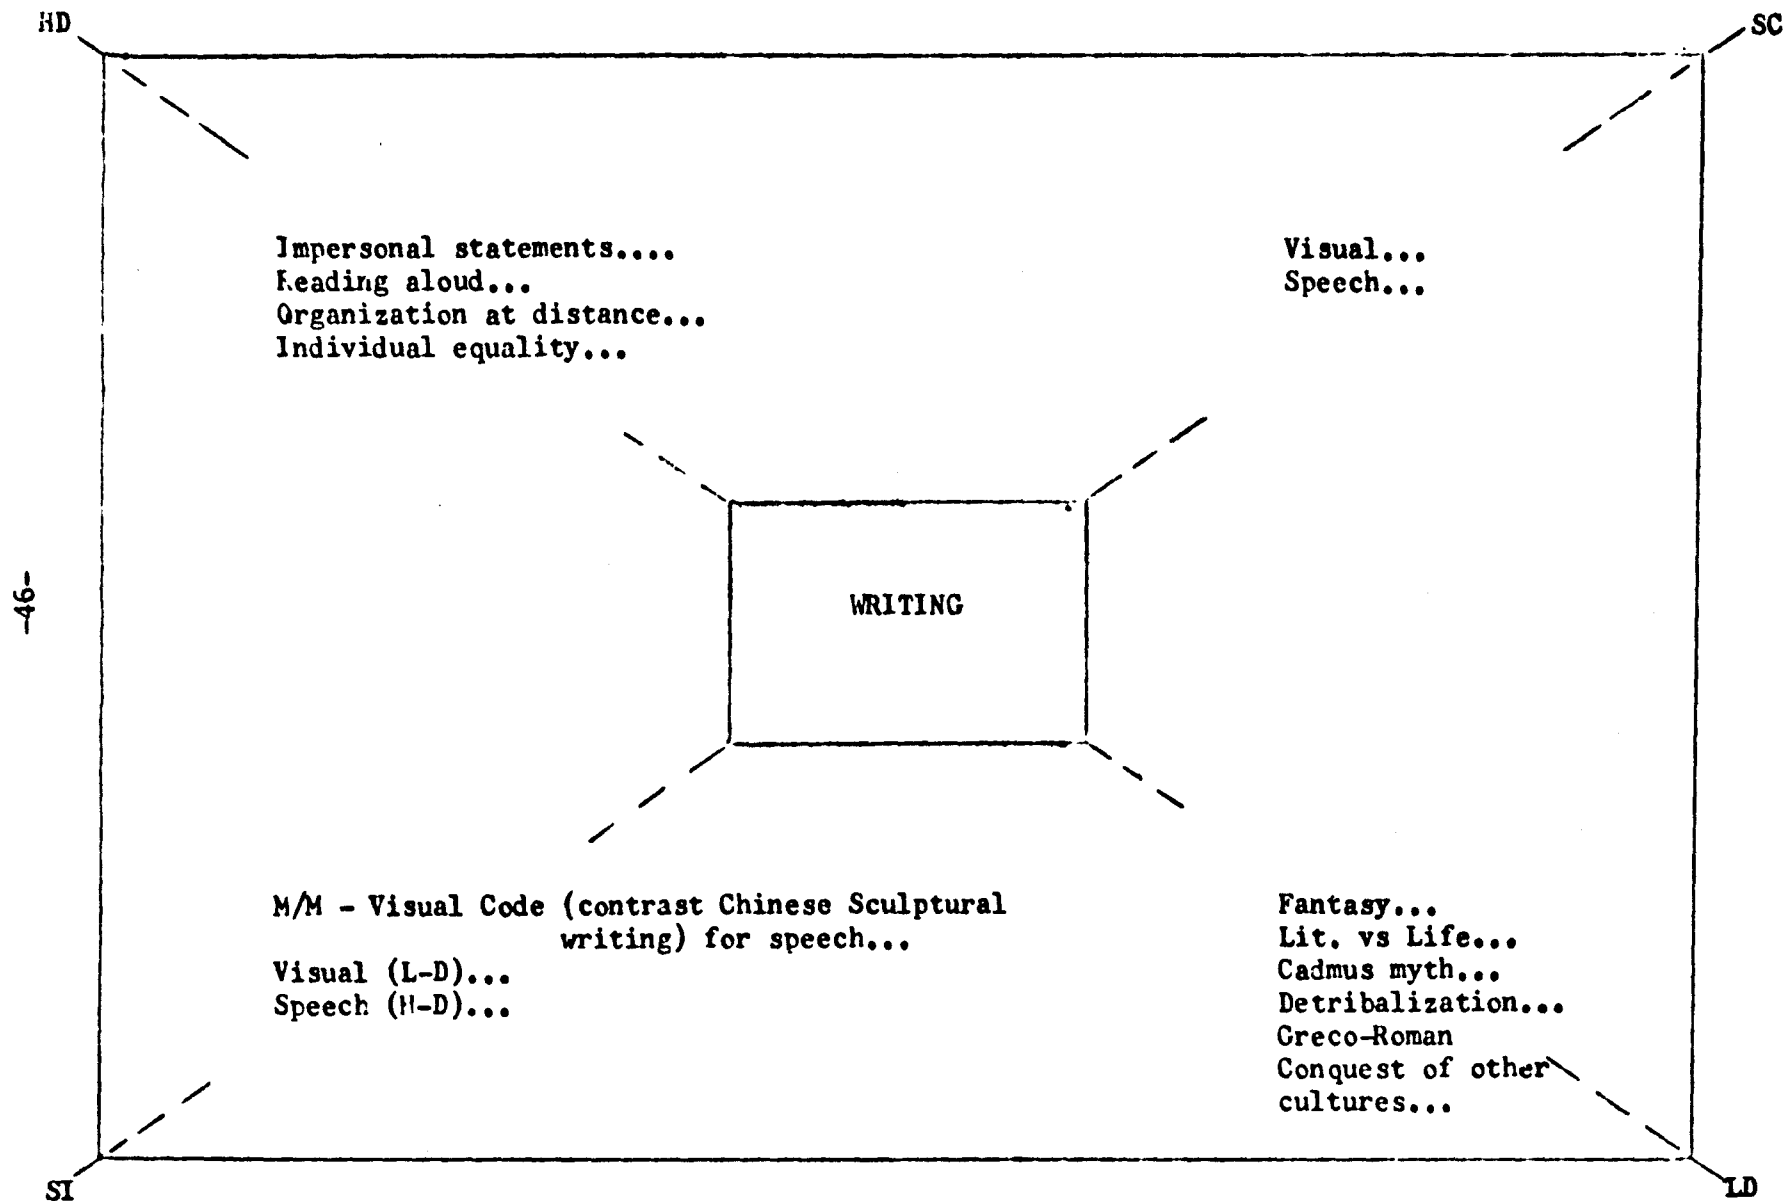 HD
SC
Impersonal statements....
Reading aloud...
Organization at distance...
Individual equality...
Visual...
Speech...
-46-
WRITING
M/M - Visual Code (contrast Chinese Sculptural
writing) for speech...
Visual (L-D)...
Speech (H-D)...
Fantasy...
Lit. vs Life...
Cadmus myth...
Detribalization...
Greco-Roman
Conquest of other
cultures...
SI
LD